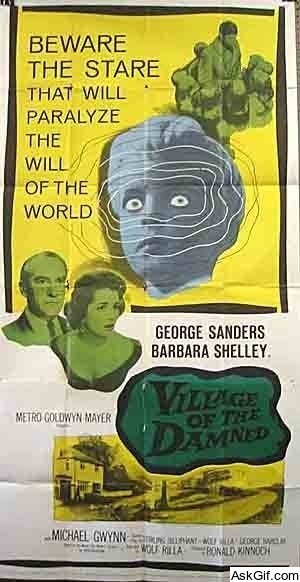 BEWARE
THE STARE
THAT WILL
PARALYZE
THE
WILL
OF THE
WORLD
GEORGE SANDERS
BARBARA SHELLEY.
METRO-GOLDWYN-MAYER
VILLAGE
OF THE
DAMNED
MICHAEL GWYNN
STIRLING SILLIPHANT · WOLF RILLA · GEORGE BARCLAY
WOLF RILLA
RONALD KINNOCH
AskGif.com